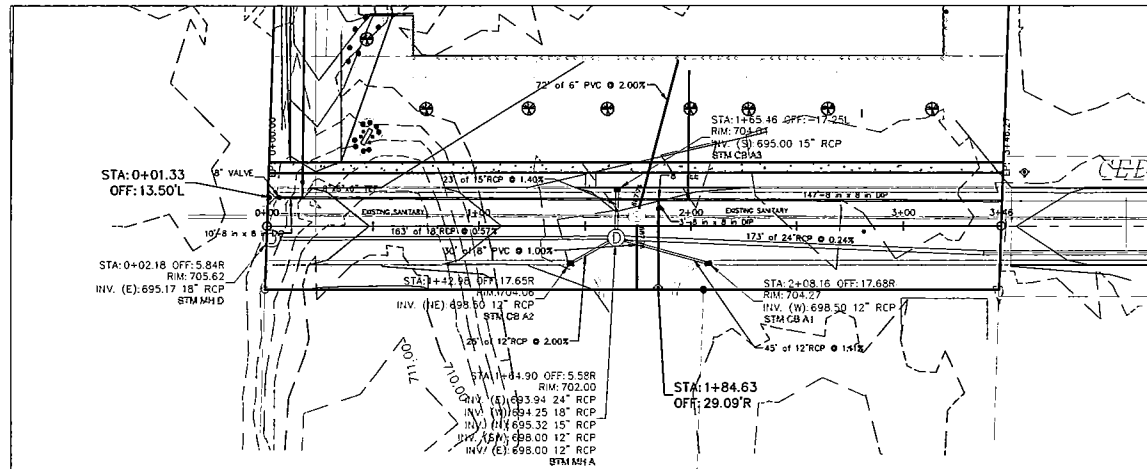 72' of 6" PVC @ 2.00%
STA: 1+65.46 OFF: -17.25L
RIM: 704.04
INV. (S): 695.00 15" RCP
STM CB A3
STA: 0+01.33
OFF: 13.50'L
8" VALVE
23' of 15"RCP @ 1.40%
147'-8 in x 8 in DIP
0+00
EXISTING SANITARY
1+00
2+00
EXISTING SANITARY
3+00
3+46
163' of 18"RCP @ 0.57%
173' of 24"RCP @ 0.24%
10'-8 in x 8
30' of 8" PVC @ 1.00%
STA: 0+02.18 OFF: 5.84R
RIM: 705.62
INV. (E): 695.17 18" RCP
STM MH D
STA: 1+42.98 OFF: 17.65R
RIM: 704.06
INV. (NE): 698.50 12" RCP
STM CB A2
D
STA: 2+08.16 OFF: 17.68R
RIM: 704.27
INV. (W): 698.50 12" RCP
STM CB A1
25' of 12"RCP @ 2.00%
45' of 12"RCP @ 1.11%
711.00
710.00
STA: 1+64.90 OFF: 5.58R
RIM: 702.00
INV. (E): 693.94 24" RCP
INV. (W): 694.25 18" RCP
INV. (N): 695.32 15" RCP
INV. (SW): 698.00 12" RCP
INV. (E): 698.00 12" RCP
STM MH A
STA: 1+84.63
OFF: 29.09'R